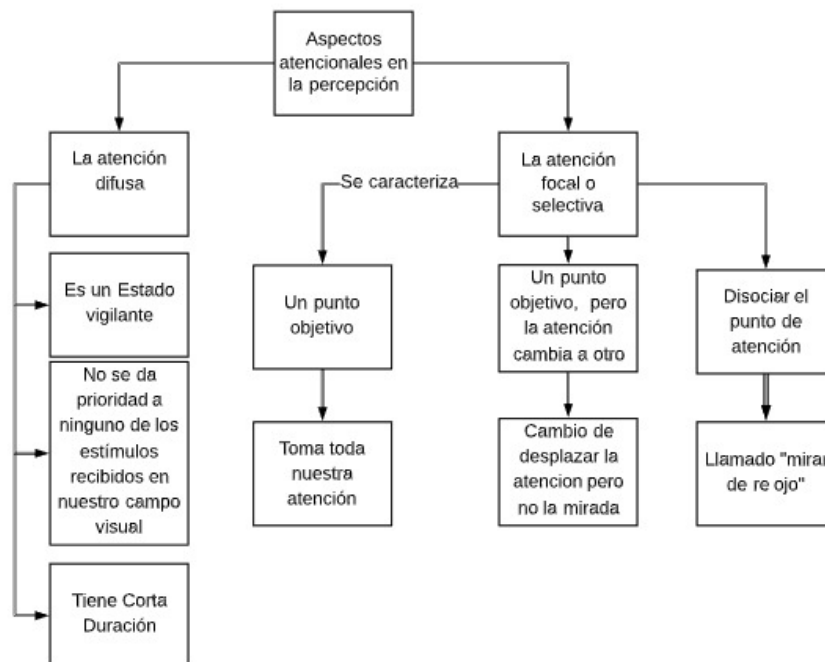 Aspectos
atencionales en
la percepción
La atención
difusa
Se caracteriza
La atención
focal o
selectiva
Es un Estado
vigilante
Un punto
objetivo
Un punto
objetivo, pero
la atención
cambia a otro
Disociar el
punto de
atención
No se da
prioridad a
ninguno de los
estímulos
recibidos en
nuestro campo
visual
Toma toda
nuestra
atención
Cambio de
desplazar la
atencion pero
no la mirada
Llamado "mirar
de re ojo"
Tiene Corta
Duración